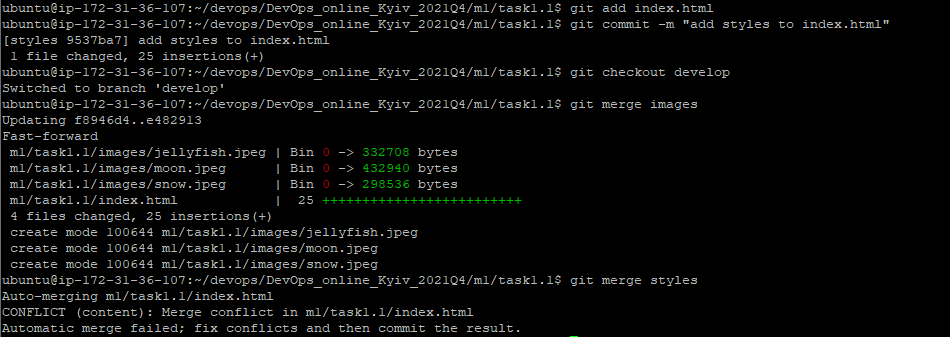 ubuntu@ip-172-31-36-107:~/devops/DevOps_online_Kyiv_2021Q4/m1/task1.1$ git add index.html
ubuntu@ip-172-31-36-107:~/devops/DevOps_online_Kyiv_2021Q4/m1/task1.1$ git commit -m "add styles to index.html"
[styles 9537ba7] add styles to index.html
 1 file changed, 25 insertions(+)
ubuntu@ip-172-31-36-107:~/devops/DevOps_online_Kyiv_2021Q4/m1/task1.1$ git checkout develop
Switched to branch 'develop'
ubuntu@ip-172-31-36-107:~/devops/DevOps_online_Kyiv_2021Q4/m1/task1.1$ git merge images
Updating f8946d4..e482913
Fast-forward
 m1/task1.1/images/jellyfish.jpeg | Bin 0 -> 332708 bytes
 m1/task1.1/images/moon.jpeg      | Bin 0 -> 432940 bytes
 m1/task1.1/images/snow.jpeg      | Bin 0 -> 298536 bytes
 m1/task1.1/index.html            |  25 +++++++++++++++++++++++++
 4 files changed, 25 insertions(+)
 create mode 100644 m1/task1.1/images/jellyfish.jpeg
 create mode 100644 m1/task1.1/images/moon.jpeg
 create mode 100644 m1/task1.1/images/snow.jpeg
ubuntu@ip-172-31-36-107:~/devops/DevOps_online_Kyiv_2021Q4/m1/task1.1$ git merge styles
Auto-merging m1/task1.1/index.html
CONFLICT (content): Merge conflict in m1/task1.1/index.html
Automatic merge failed; fix conflicts and then commit the result.